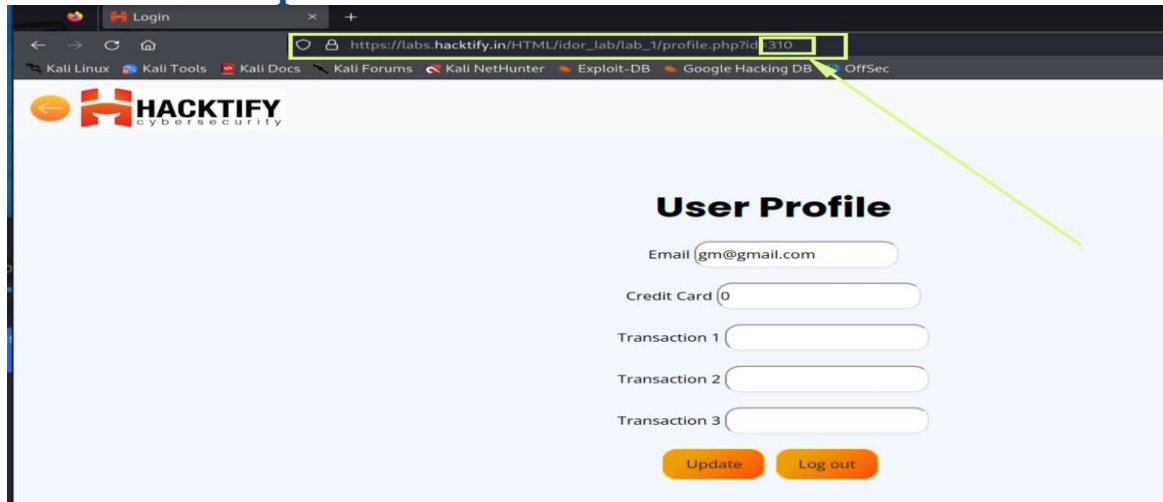 Login × +
https://labs.hacktify.in/HTML/idor_lab/lab_1/profile.php?id=310
Kali Linux Kali Tools Kali Docs Kali Forums Kali NetHunter Exploit-DB Google Hacking DB OffSec
HACKTIFY
cybersecurity
User Profile
Email gm@gmail.com
Credit Card 0
Transaction 1
Transaction 2
Transaction 3
Update Log out